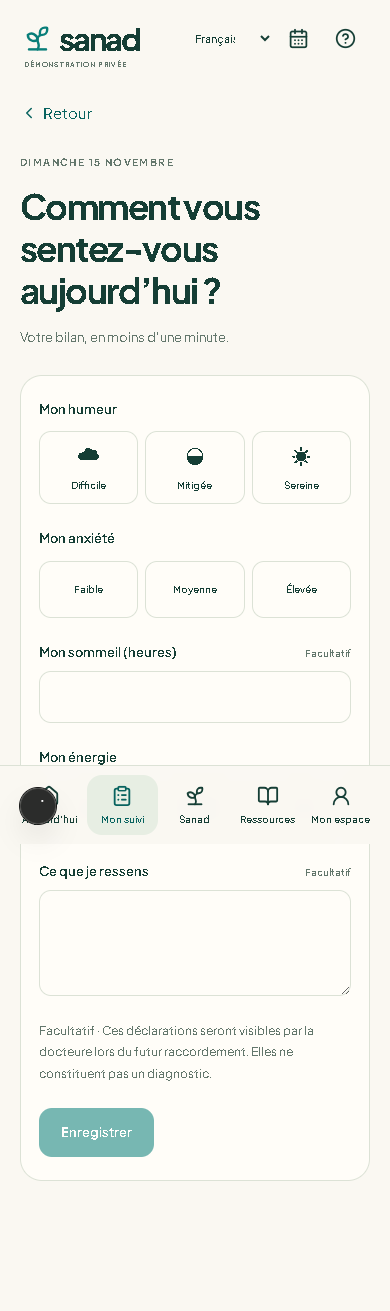 sanad
DÉMONSTRATION PRIVÉE
Retour
DIMANCHE 15 NOVEMBRE
Comment vous
sentez-vous
aujourd'hui ?
Votre bilan, en moins d'une minute.
Mon humeur
Difficile
Mitigée
Sereine
Mon anxiété
Faible
Moyenne
Élevée
Mon sommeil (heures)
Facultatif
Mon énergie
Mon suivi
Sanad
Ressources
Mon espace
Ce que je ressens
Facultatif
Facultatif · Ces déclarations seront visibles par la
docteure lors du futur raccordement. Elles ne
constituent pas un diagnostic.
Enregistrer